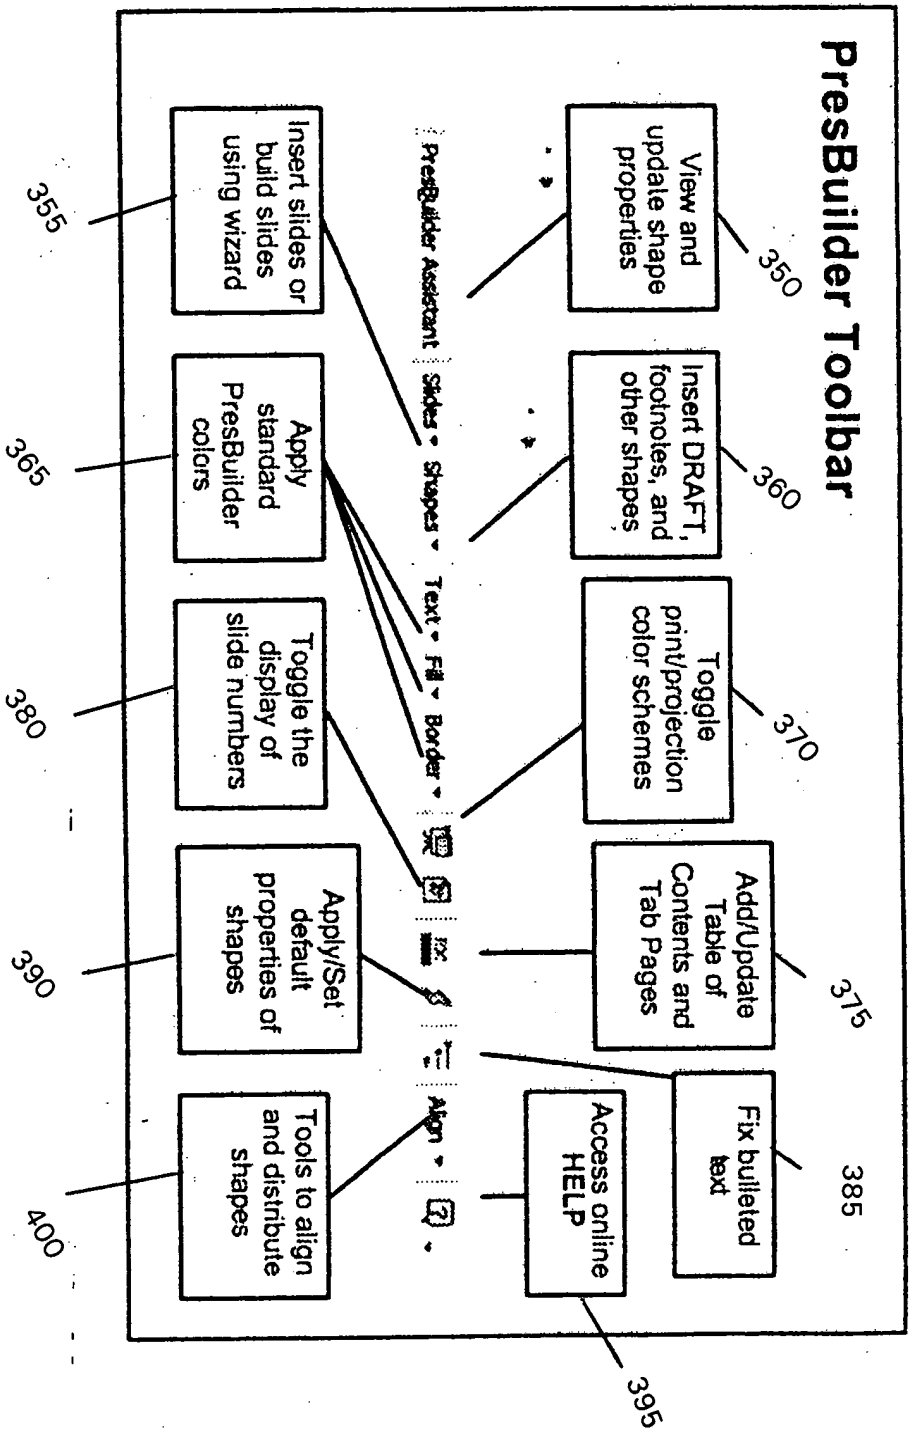 PresBuilder Toolbar
350
360
370
375
385
View and
update shape
properties
Insert DRAFT,
footnotes, and
other shapes
Toggle
print/projection
color schemes
Add/Update
Table of
Contents and
Tab Pages
Fix bulleted
text
Access online
HELP
395
PresBuilder Assistant Slides Shapes Text Fill Border Align ?
Insert slides or
build slides
using wizard
Apply
standard
PresBuilder
colors
Toggle the
display of
slide numbers
Apply/Set
default
properties of
shapes
Tools to align
and distribute
shapes
355
365
380
390
400